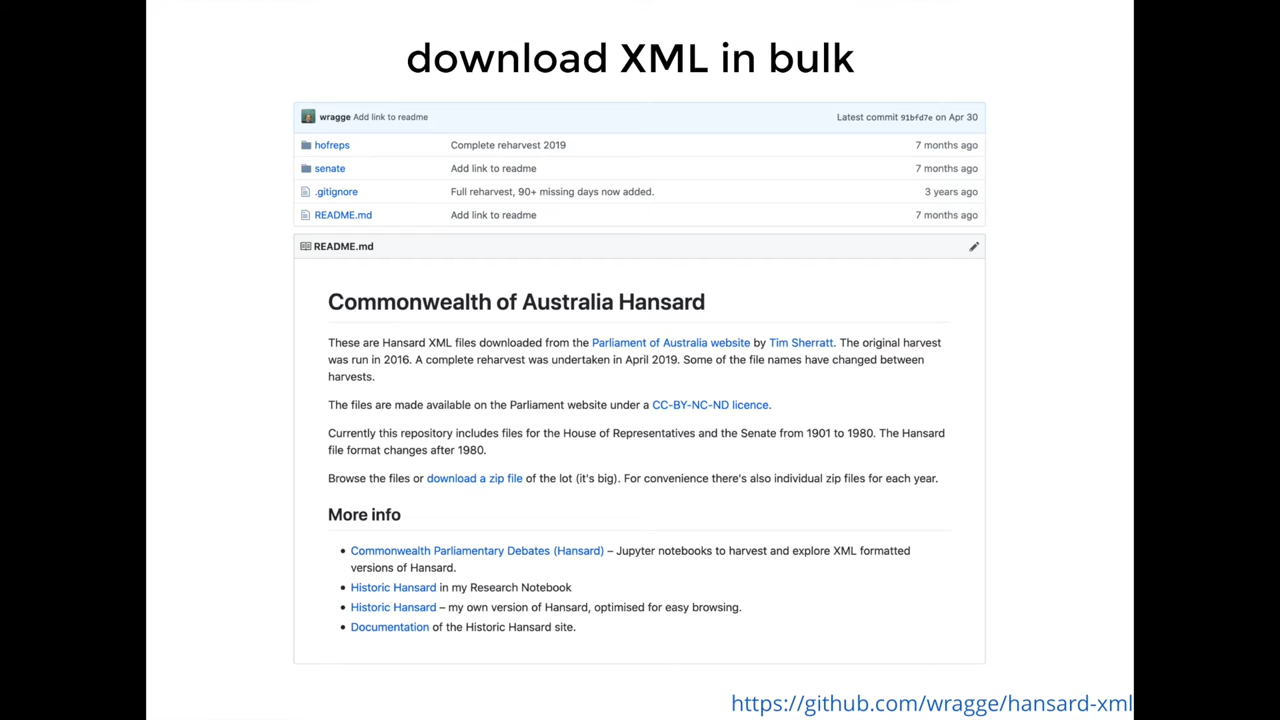 download XML in bulk
wragge Add link to readme Latest commit 91bfd7e on Apr 30
hofreps Complete reharvest 2019 7 months ago
senate Add link to readme 7 months ago
.gitignore Full reharvest, 90+ missing days now added. 3 years ago
README.md Add link to readme 7 months ago
README.md
Commonwealth of Australia Hansard
These are Hansard XML files downloaded from the Parliament of Australia website by Tim Sherratt. The original harvest
was run in 2016. A complete reharvest was undertaken in April 2019. Some of the file names have changed between
harvests.
The files are made available on the Parliament website under a CC-BY-NC-ND licence.
Currently this repository includes files for the House of Representatives and the Senate from 1901 to 1980. The Hansard
file format changes after 1980.
Browse the files or download a zip file of the lot (it's big). For convenience there's also individual zip files for each year.
More info
• Commonwealth Parliamentary Debates (Hansard) – Jupyter notebooks to harvest and explore XML formatted
versions of Hansard.
• Historic Hansard in my Research Notebook
• Historic Hansard – my own version of Hansard, optimised for easy browsing.
• Documentation of the Historic Hansard site.
https://github.com/wragge/hansard-xml